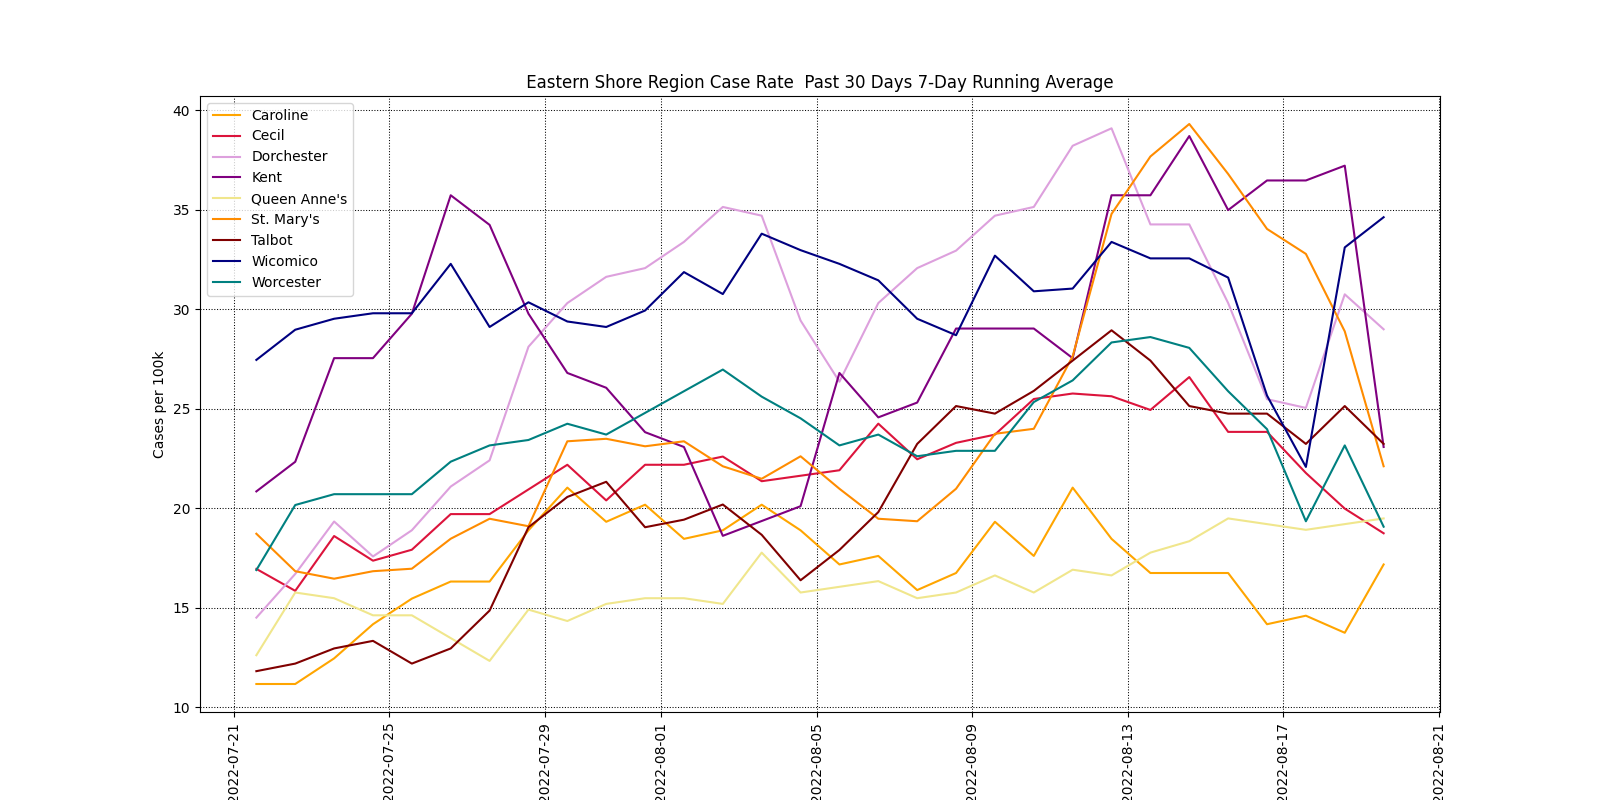 Eastern Shore Region Case Rate  Past 30 Days 7-Day Running Average
Cases per 100k
40
35
30
25
20
15
10
Caroline
Cecil
Dorchester
Kent
Queen Anne's
St. Mary's
Talbot
Wicomico
Worcester
2022-07-21
2022-07-25
2022-07-29
2022-08-01
2022-08-05
2022-08-09
2022-08-13
2022-08-17
2022-08-21